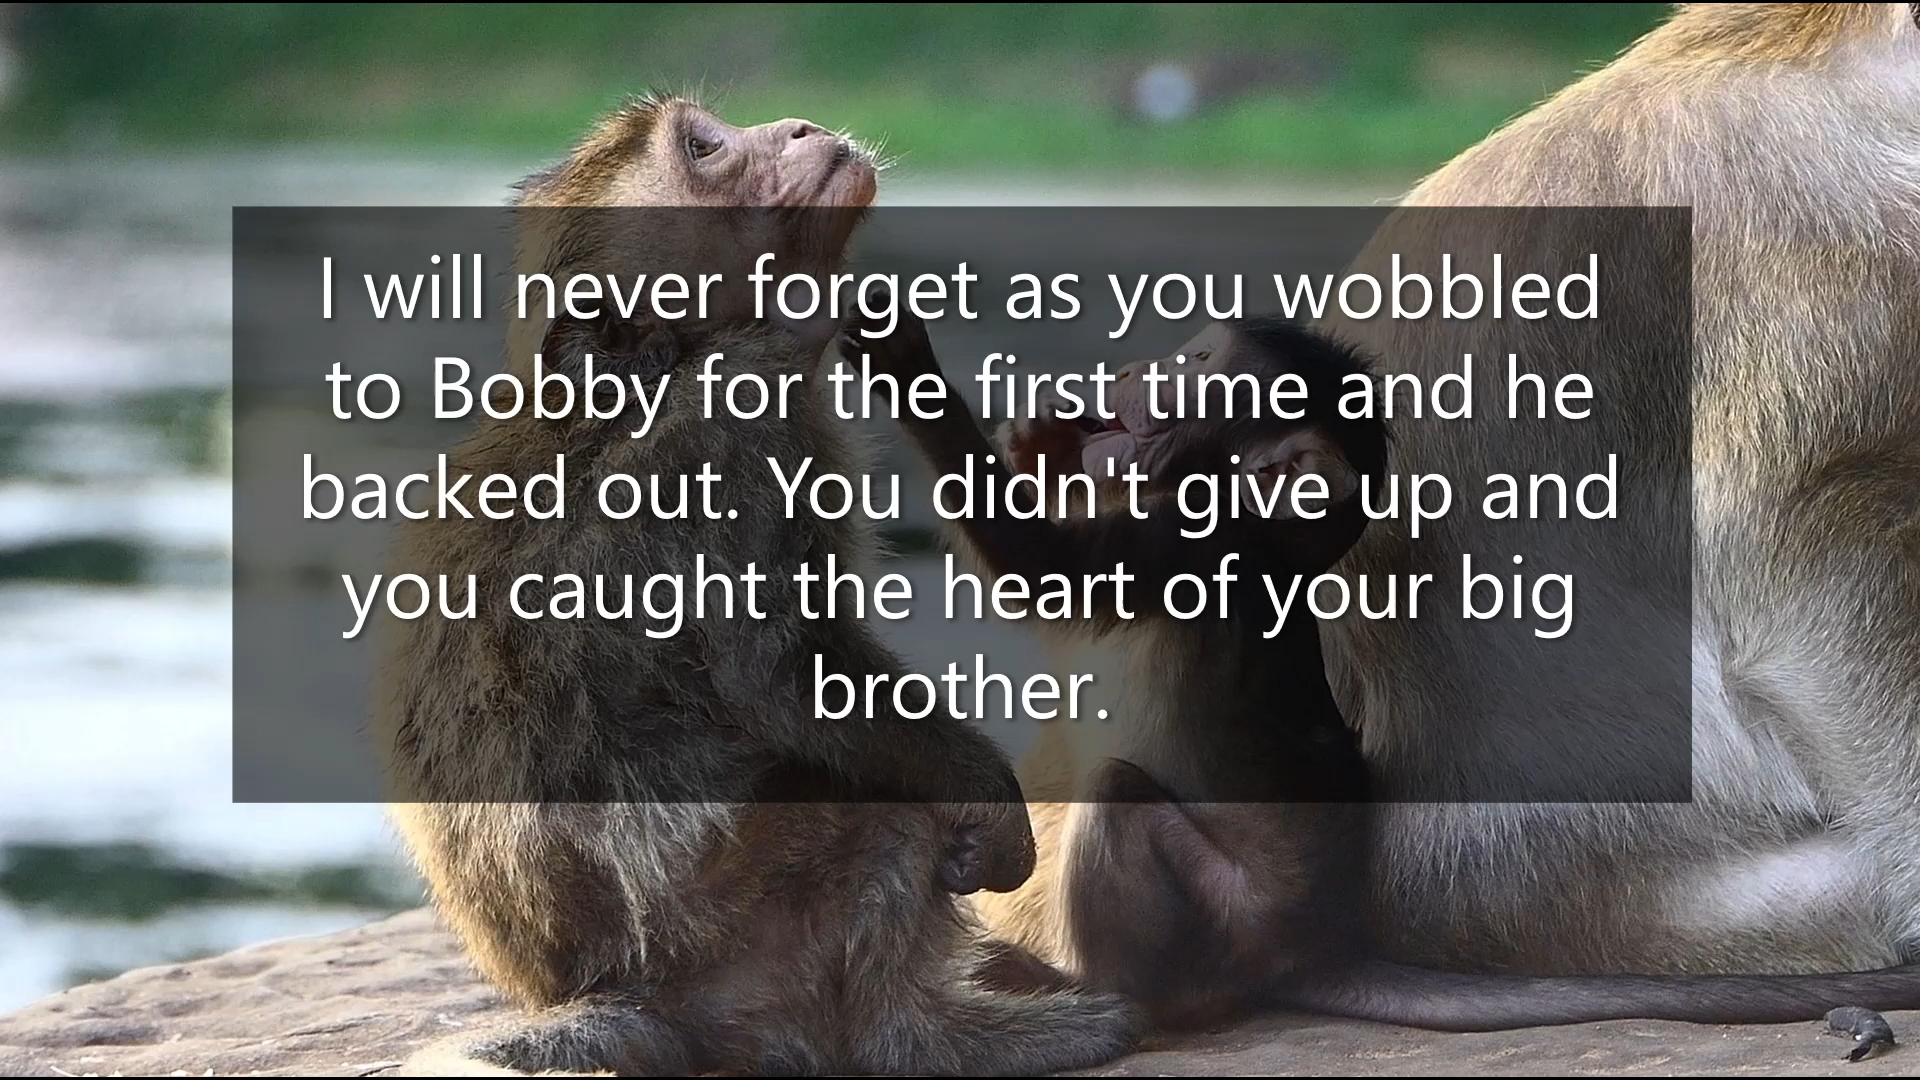 I will never forget as you wobbled
to Bobby for the first time and he
backed out. You didn't give up and
you caught the heart of your big
brother.